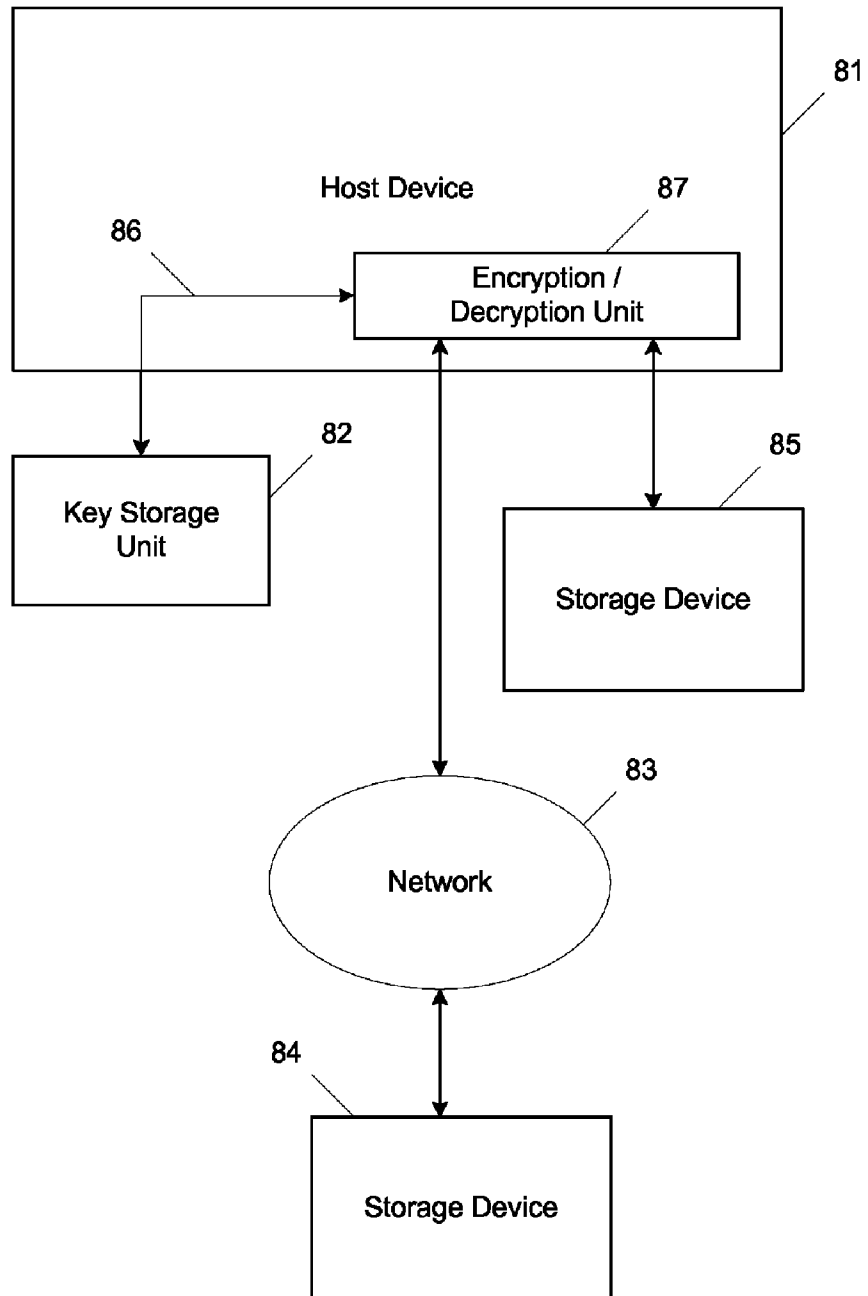 81
Host Device
87
86
Encryption /
Decryption Unit
82
Key Storage
Unit
85
Storage Device
83
Network
84
Storage Device